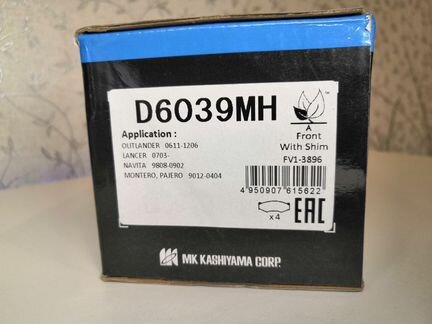 D6039MH
TM
A
Front
With Shim
FV1-3896
Application :
OUTLANDER 0611-1206
LANCER 0703-
NAVITA 9808-0902
MONTERO, PAJERO 9012-0404
4 950907 615622
x4
EAC
MK KASHIYAMA CORP.